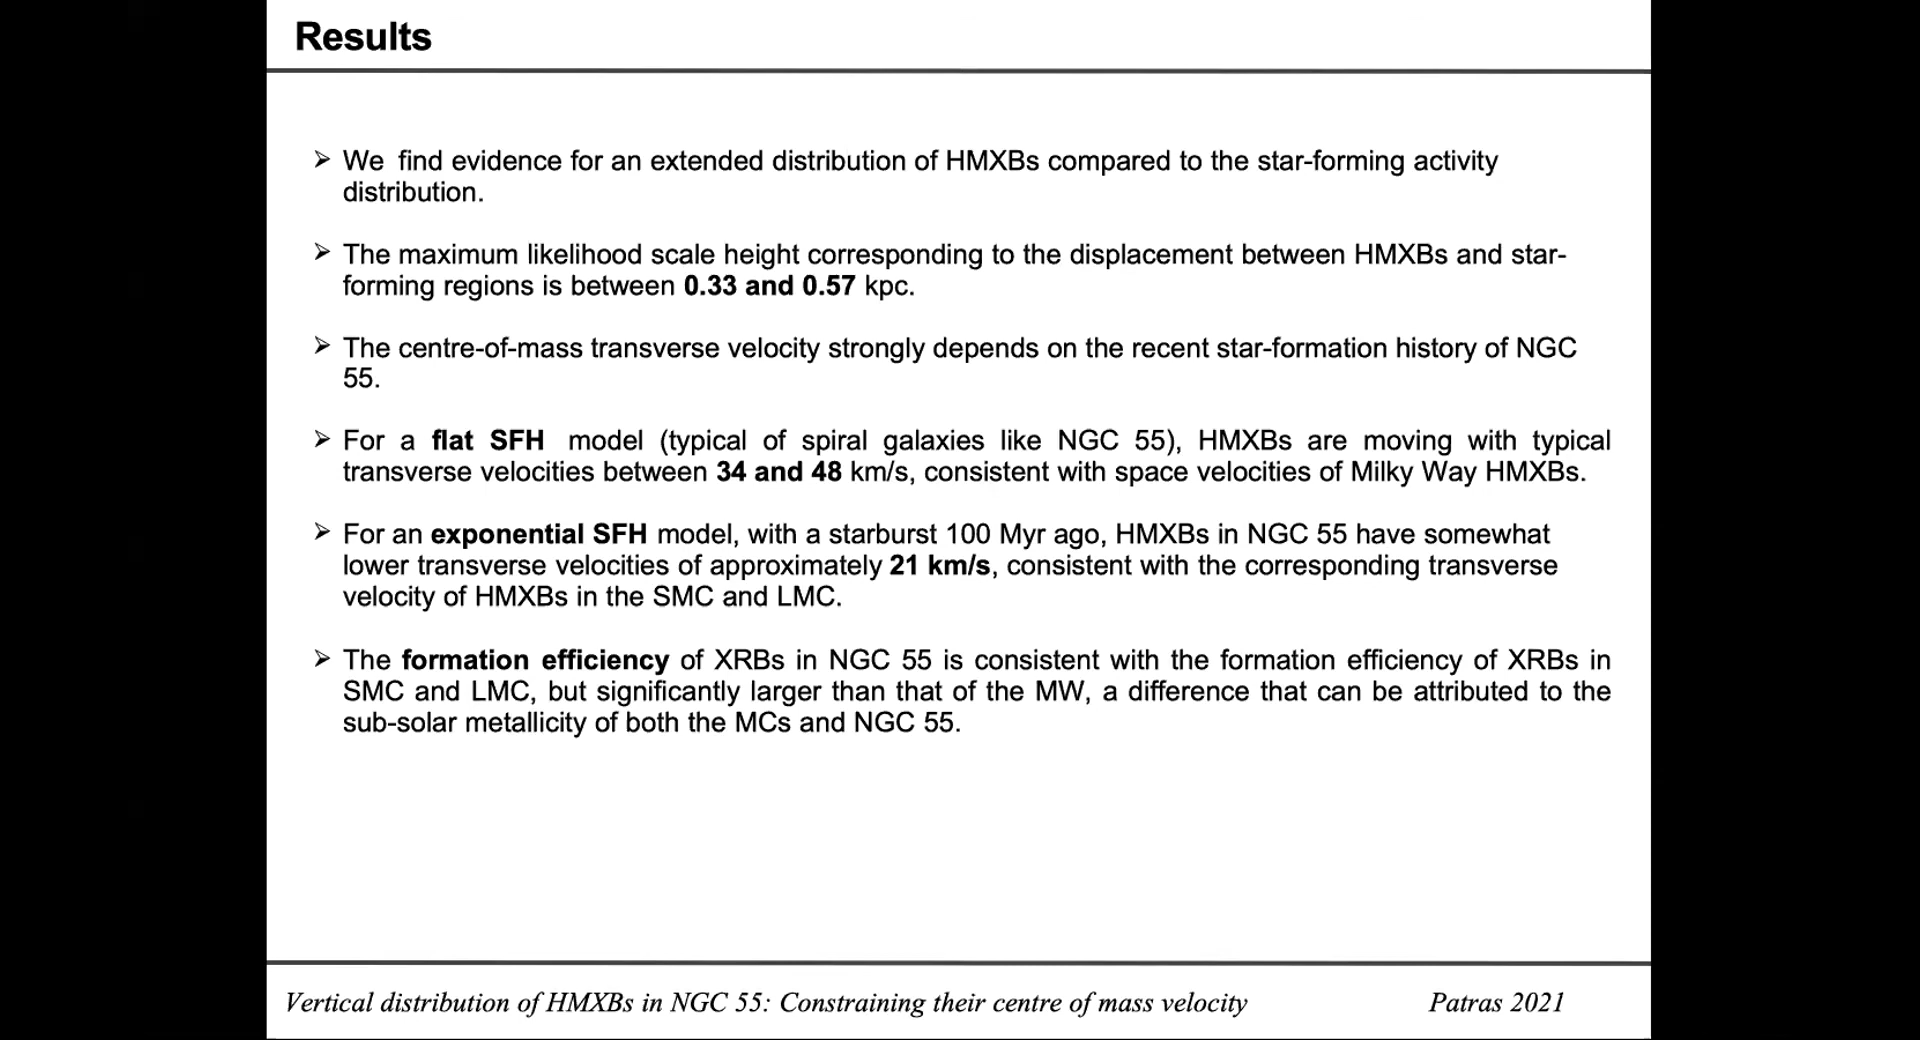 Results
➢ We find evidence for an extended distribution of HMXBs compared to the star-forming activity
distribution.
➢ The maximum likelihood scale height corresponding to the displacement between HMXBs and star-
forming regions is between 0.33 and 0.57 kpc.
➢ The centre-of-mass transverse velocity strongly depends on the recent star-formation history of NGC
55.
➢ For a flat SFH model (typical of spiral galaxies like NGC 55), HMXBs are moving with typical
transverse velocities between 34 and 48 km/s, consistent with space velocities of Milky Way HMXBs.
➢ For an exponential SFH model, with a starburst 100 Myr ago, HMXBs in NGC 55 have somewhat
lower transverse velocities of approximately 21 km/s, consistent with the corresponding transverse
velocity of HMXBs in the SMC and LMC.
➢ The formation efficiency of XRBs in NGC 55 is consistent with the formation efficiency of XRBs in
SMC and LMC, but significantly larger than that of the MW, a difference that can be attributed to the
sub-solar metallicity of both the MCs and NGC 55.
Vertical distribution of HMXBs in NGC 55: Constraining their centre of mass velocity Patras 2021